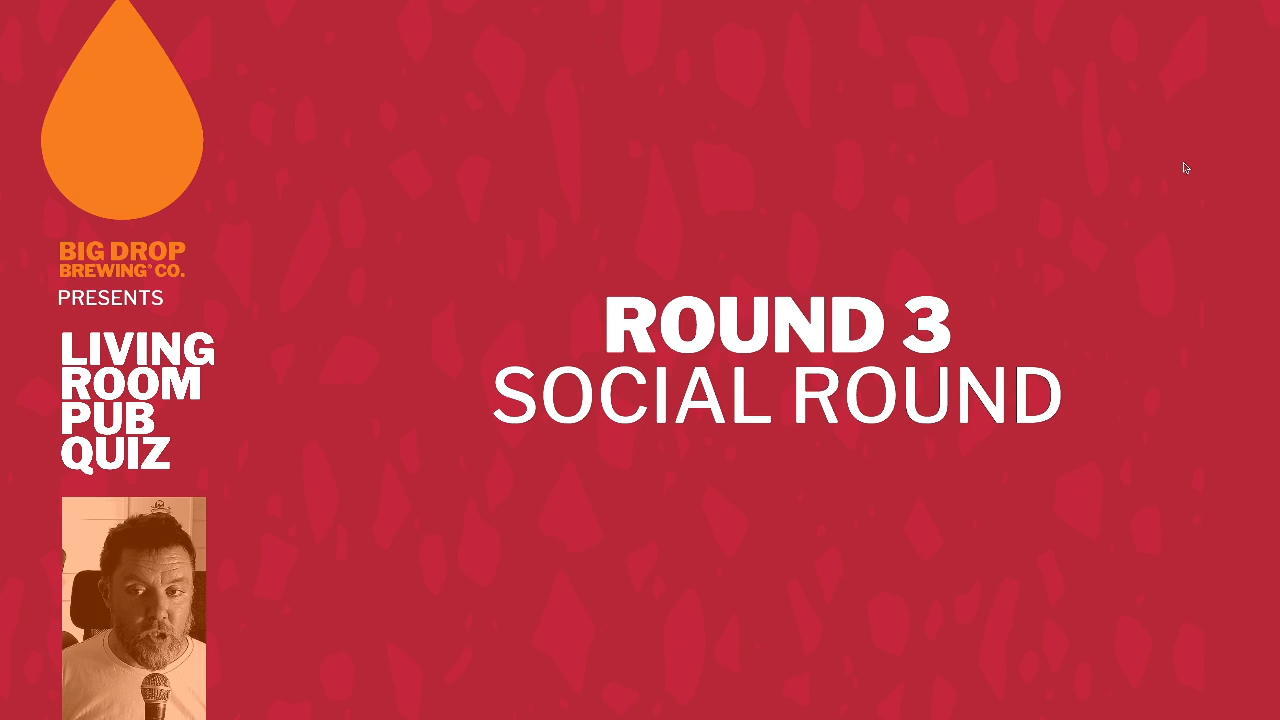 BIG DROP
BREWING® CO.
PRESENTS
LIVING
ROOM
PUB
QUIZ
ROUND 3
SOCIAL ROUND